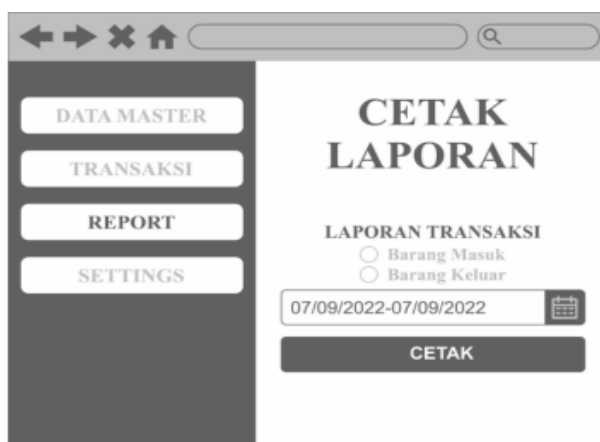 DATA MASTER
TRANSAKSI
REPORT
SETTINGS
CETAK
LAPORAN
LAPORAN TRANSAKSI
Barang Masuk
Barang Keluar
07/09/2022-07/09/2022
CETAK